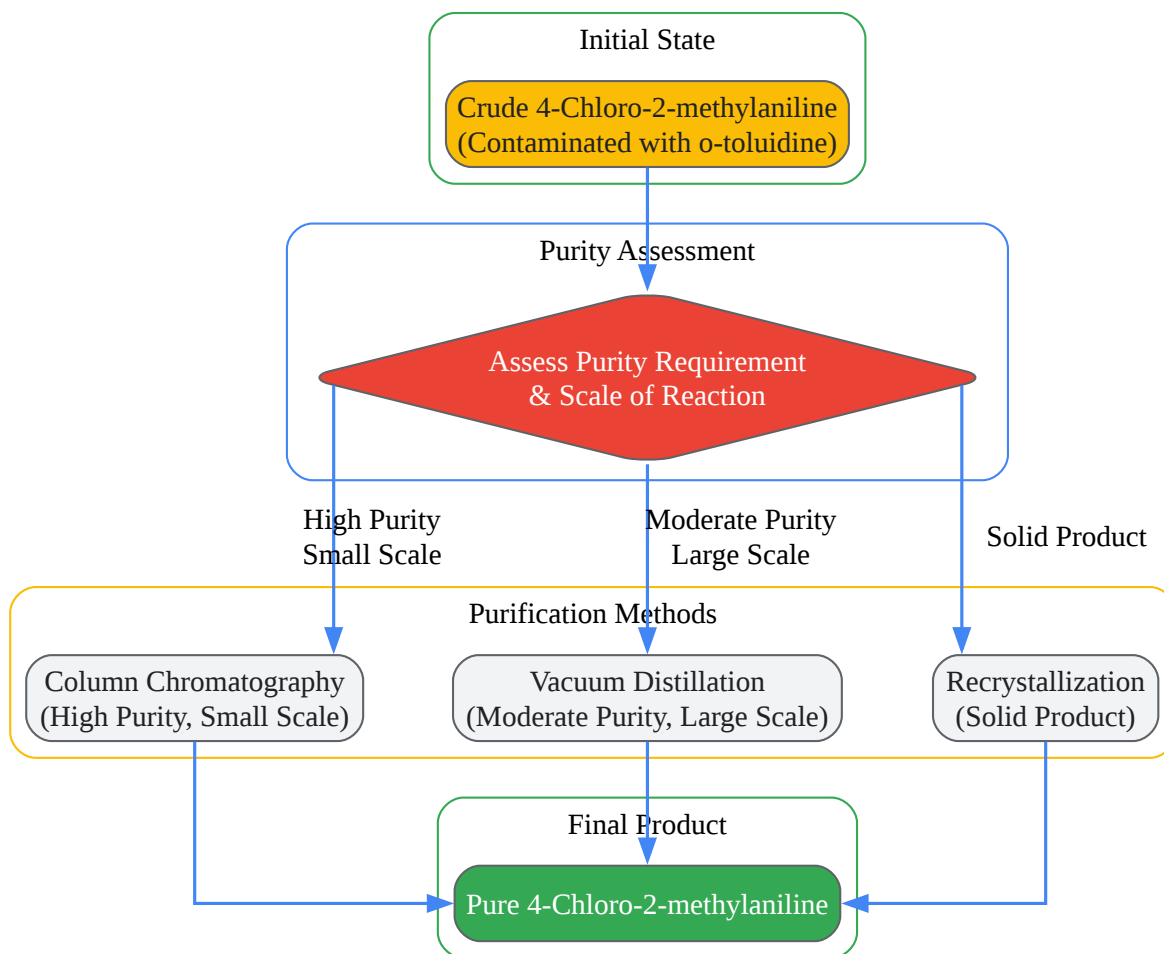 Initial State
Crude 4-Chloro-2-methylaniline
(Contaminated with o-toluidine)
Purity Assessment
Assess Purity Requirement
& Scale of Reaction
High Purity
Small Scale
Moderate Purity
Large Scale
Solid Product
Purification Methods
Column Chromatography
(High Purity, Small Scale)
Vacuum Distillation
(Moderate Purity, Large Scale)
Recrystallization
(Solid Product)
Final Product
Pure 4-Chloro-2-methylaniline